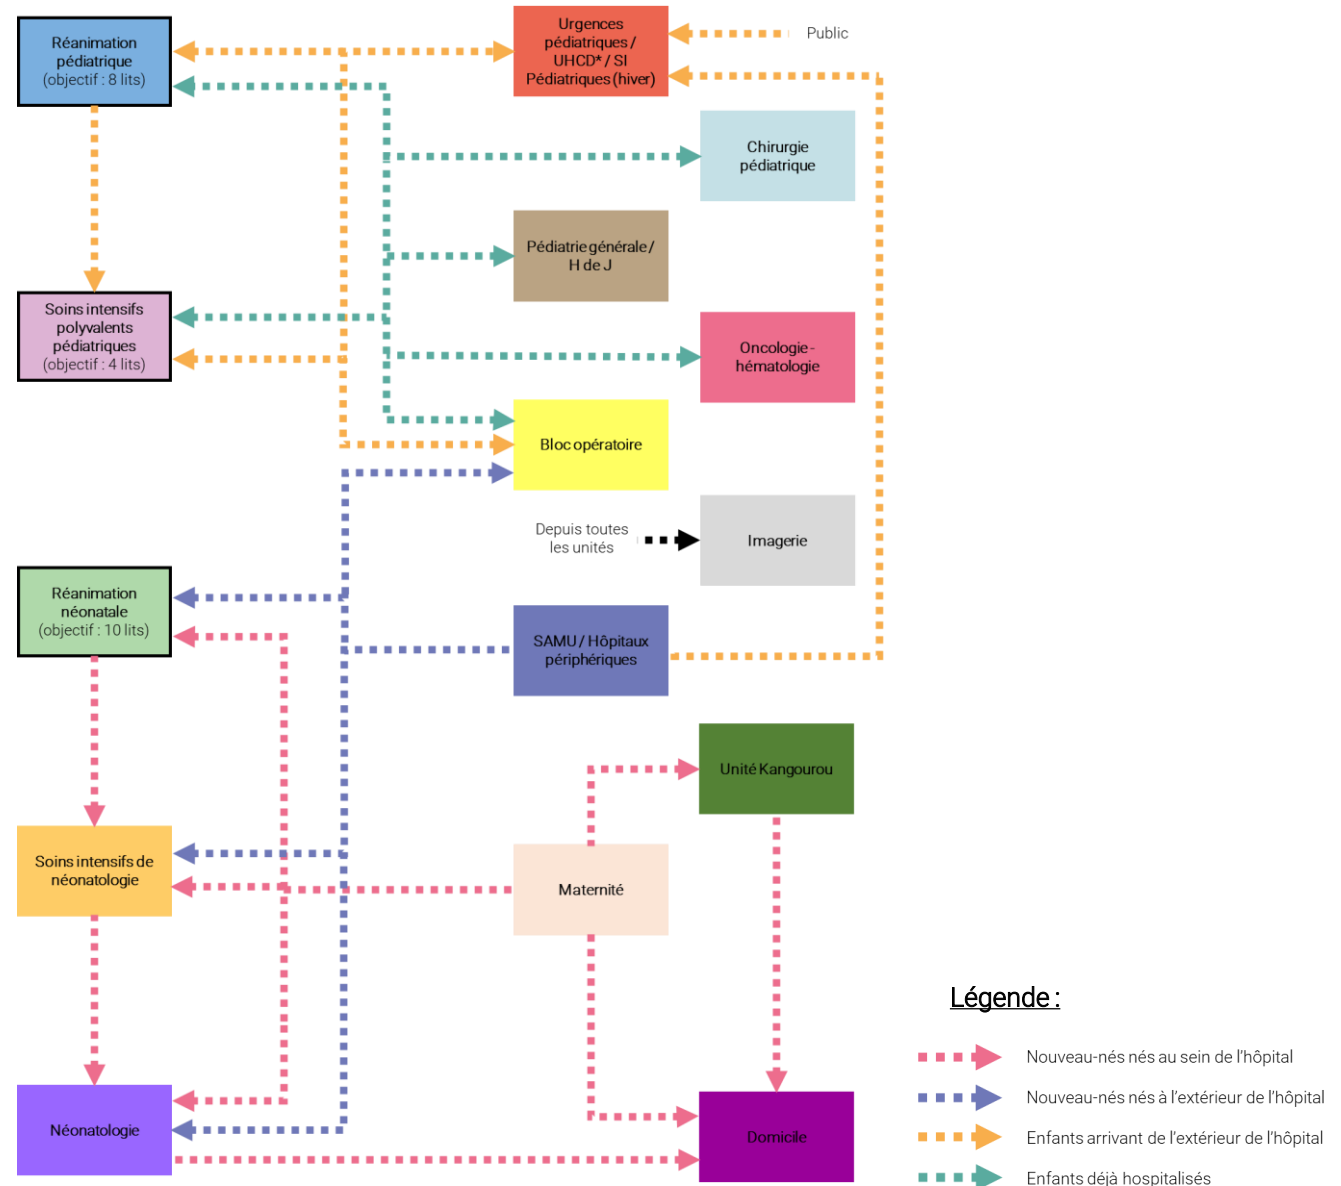 Réanimation
pédiatrique
(objectif : 8 lits)
Urgences
pédiatriques /
UHCD* / SI
Pédiatriques (hiver)
Public
Chirurgie
pédiatrique
Pédiatrie générale /
H de J
Soins intensifs
polyvalents
pédiatriques
(objectif : 4 lits)
Oncologie-
hématologie
Bloc opératoire
Depuis toutes
les unités
Imagerie
Réanimation
néonatale
(objectif : 10 lits)
SAMU / Hôpitaux
périphériques
Unité Kangourou
Soins intensifs de
néonatologie
Maternité
Néonatologie
Domicile
Légende :
Nouveau-nés nés au sein de l'hôpital
Nouveau-nés nés à l'extérieur de l'hôpital
Enfants arrivant de l'extérieur de l'hôpital
Enfants déjà hospitalisés